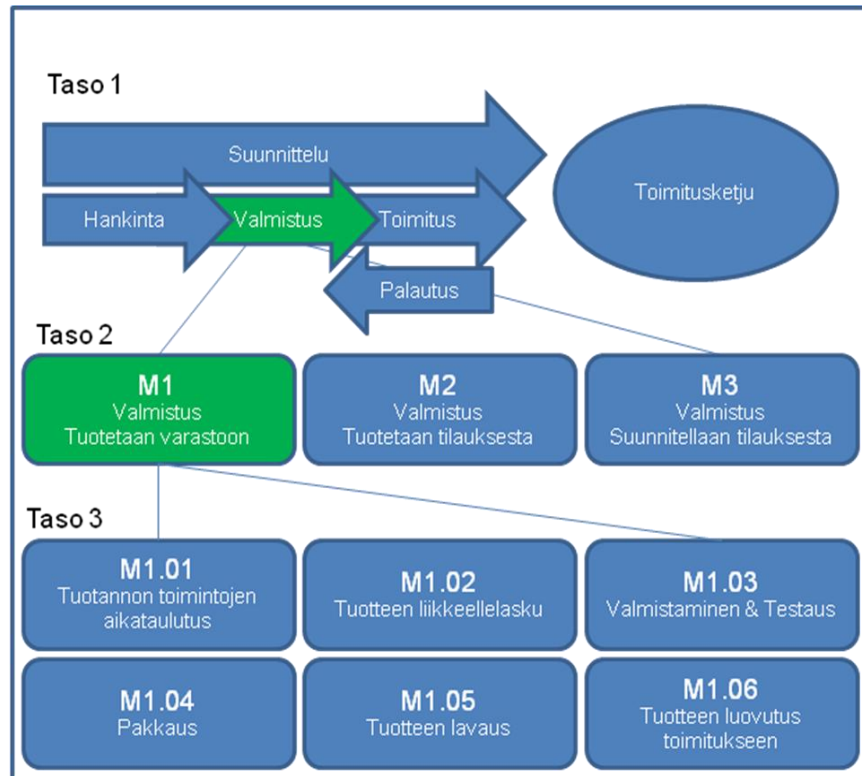 Taso 1
Suunnittelu
Toimitusketju
Hankinta
Valmistus
Toimitus
Palautus
Taso 2
M1
Valmistus
Tuotetaan varastoon
M2
Valmistus
Tuotetaan tilauksesta
M3
Valmistus
Suunnitellaan tilauksesta
Taso 3
M1.01
Tuotannon toimintojen
aikataulutus
M1.02
Tuotteen liikkeellelasku
M1.03
Valmistaminen & Testaus
M1.04
Pakkaus
M1.05
Tuotteen lavaus
M1.06
Tuotteen luovutus
toimitukseen